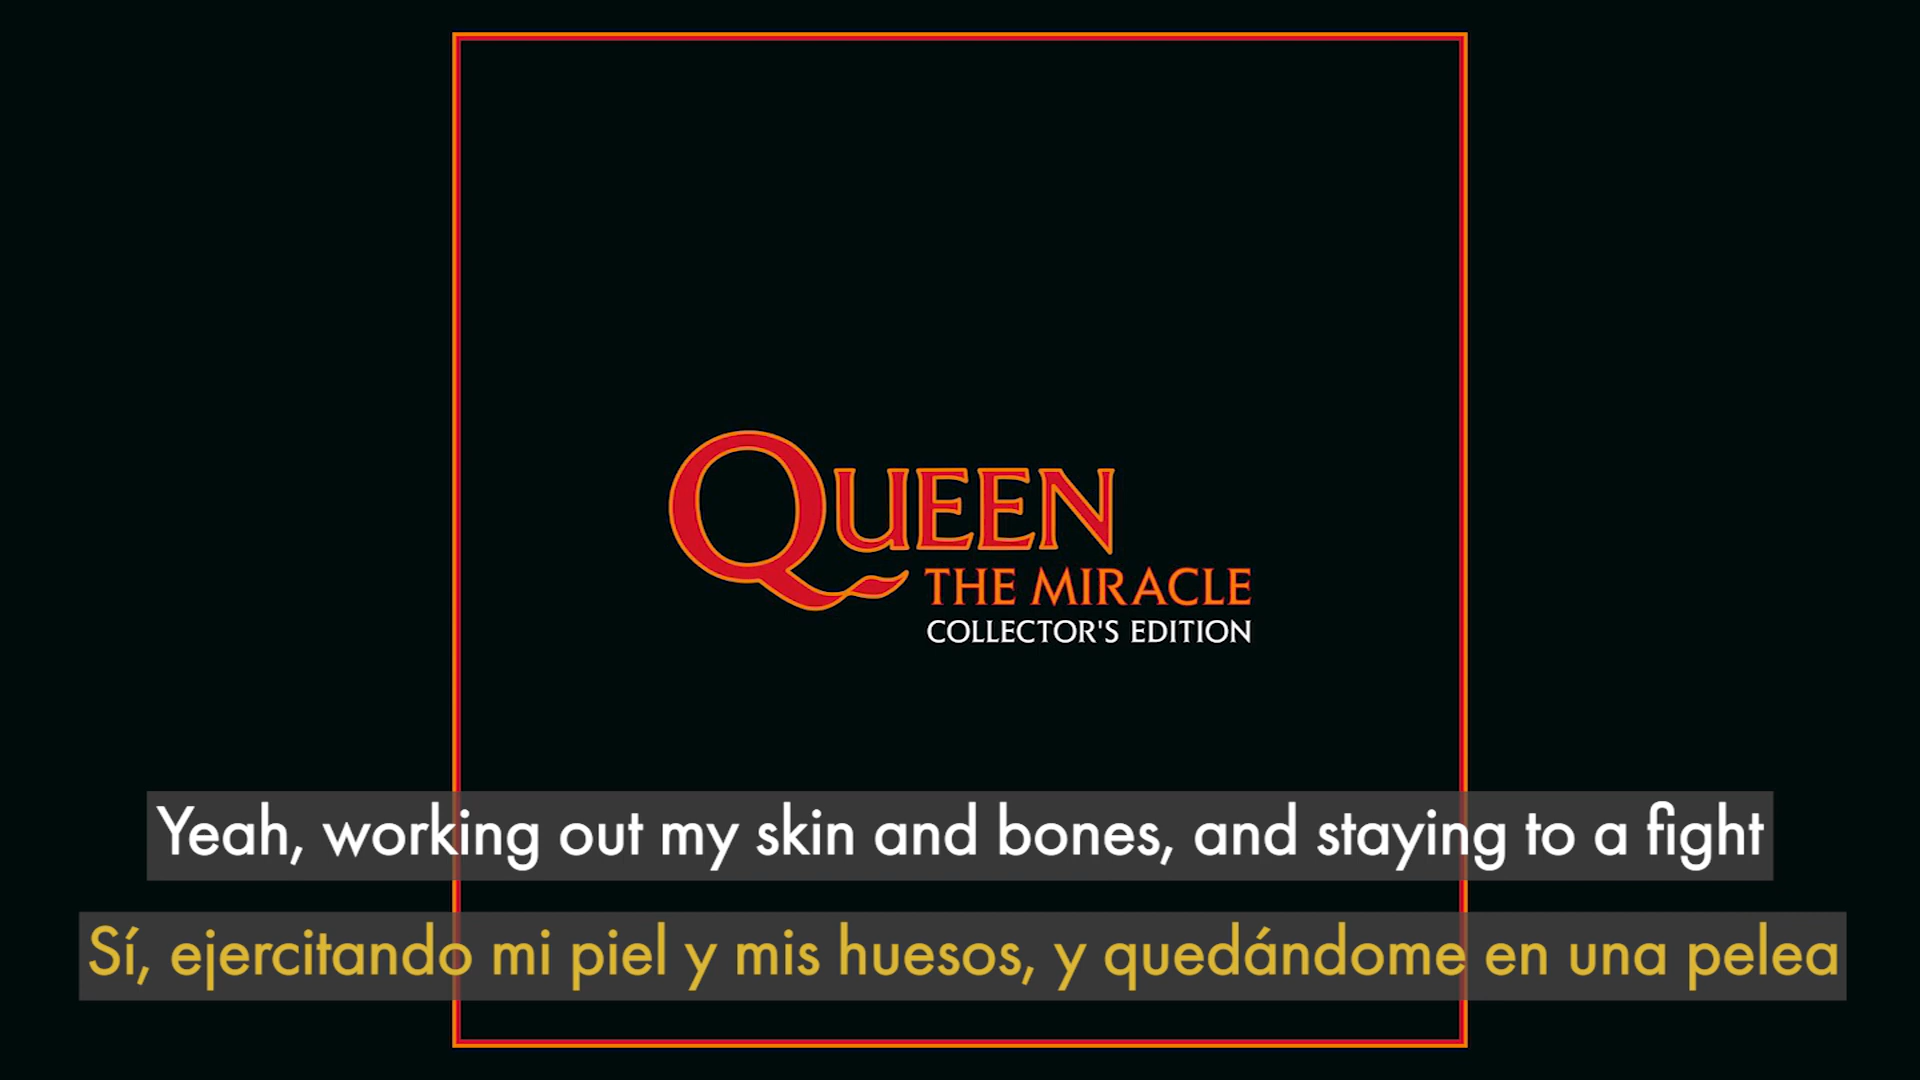 QUEEN
THE MIRACLE
COLLECTOR'S EDITION
Yeah, working out my skin and bones, and staying to a fight
Sí, ejercitando mi piel y mis huesos, y quedándome en una pelea